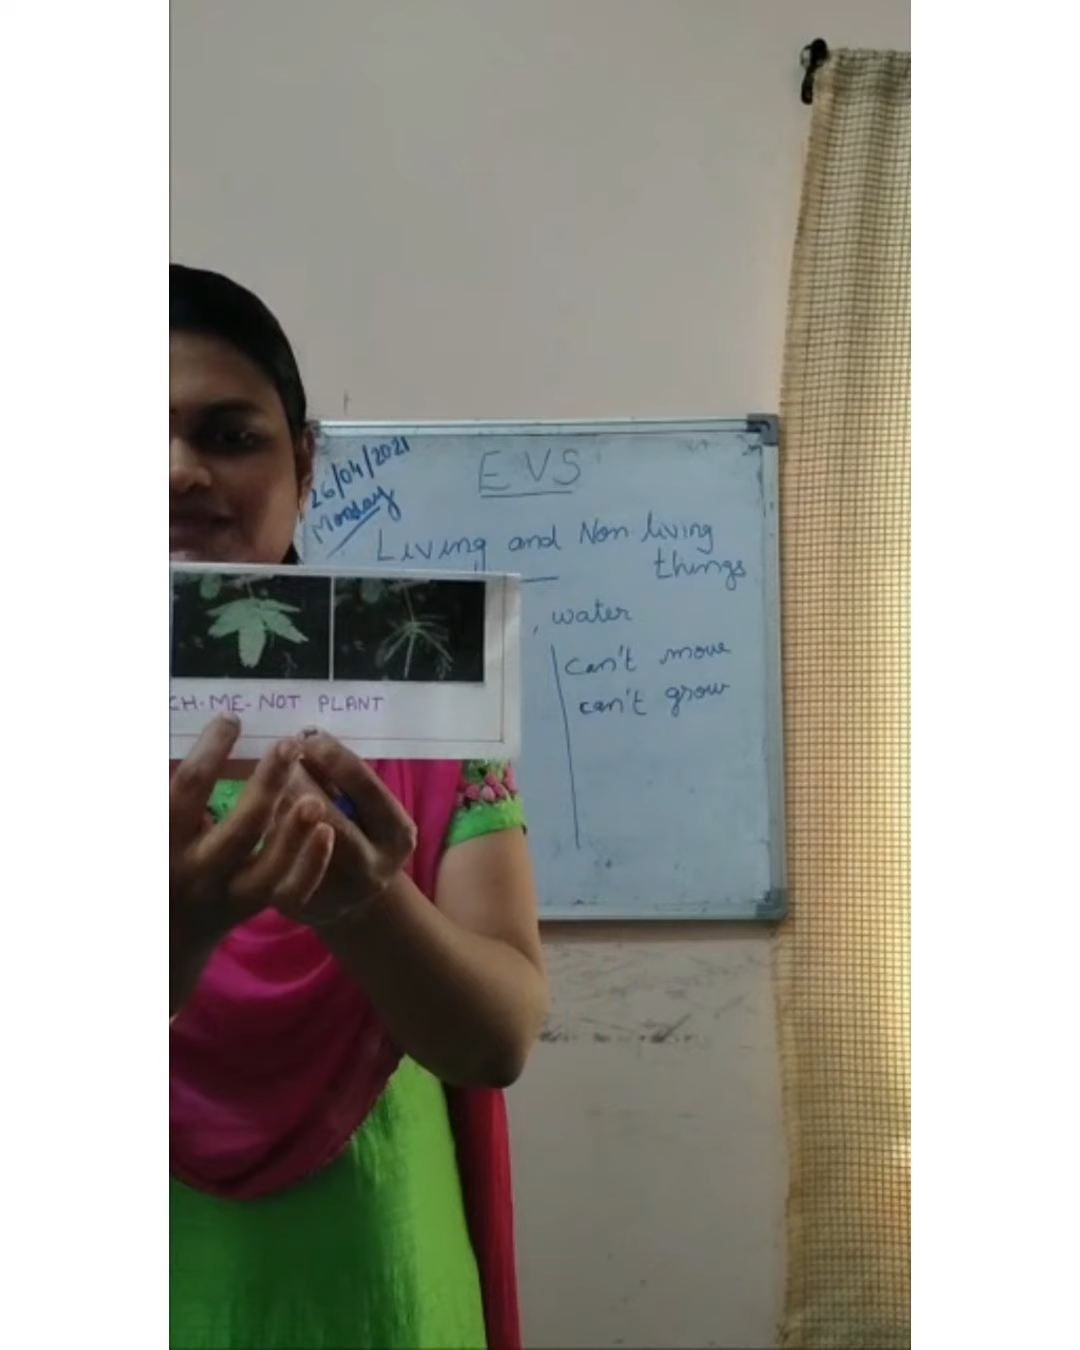 26/04/2021
Monday
EVS
Living and Non-living
things
, water
can't move
can't grow
CH-ME-NOT PLANT